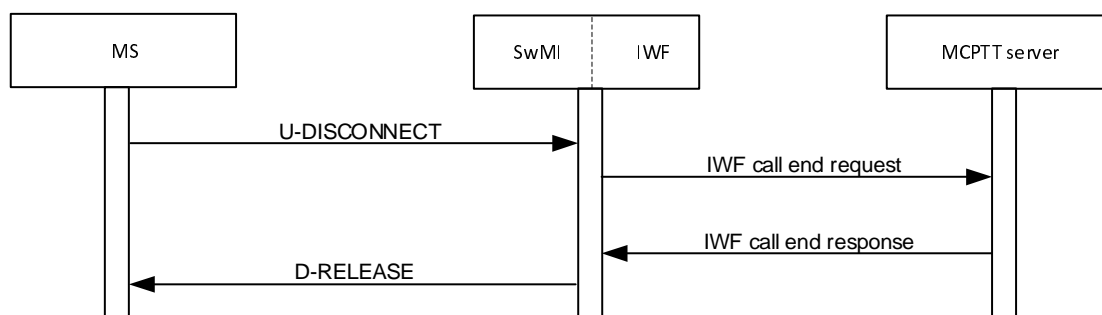 MS
SwMI
IWF
MCPTT server
U-DISCONNECT
IWF call end request
IWF call end response
D-RELEASE